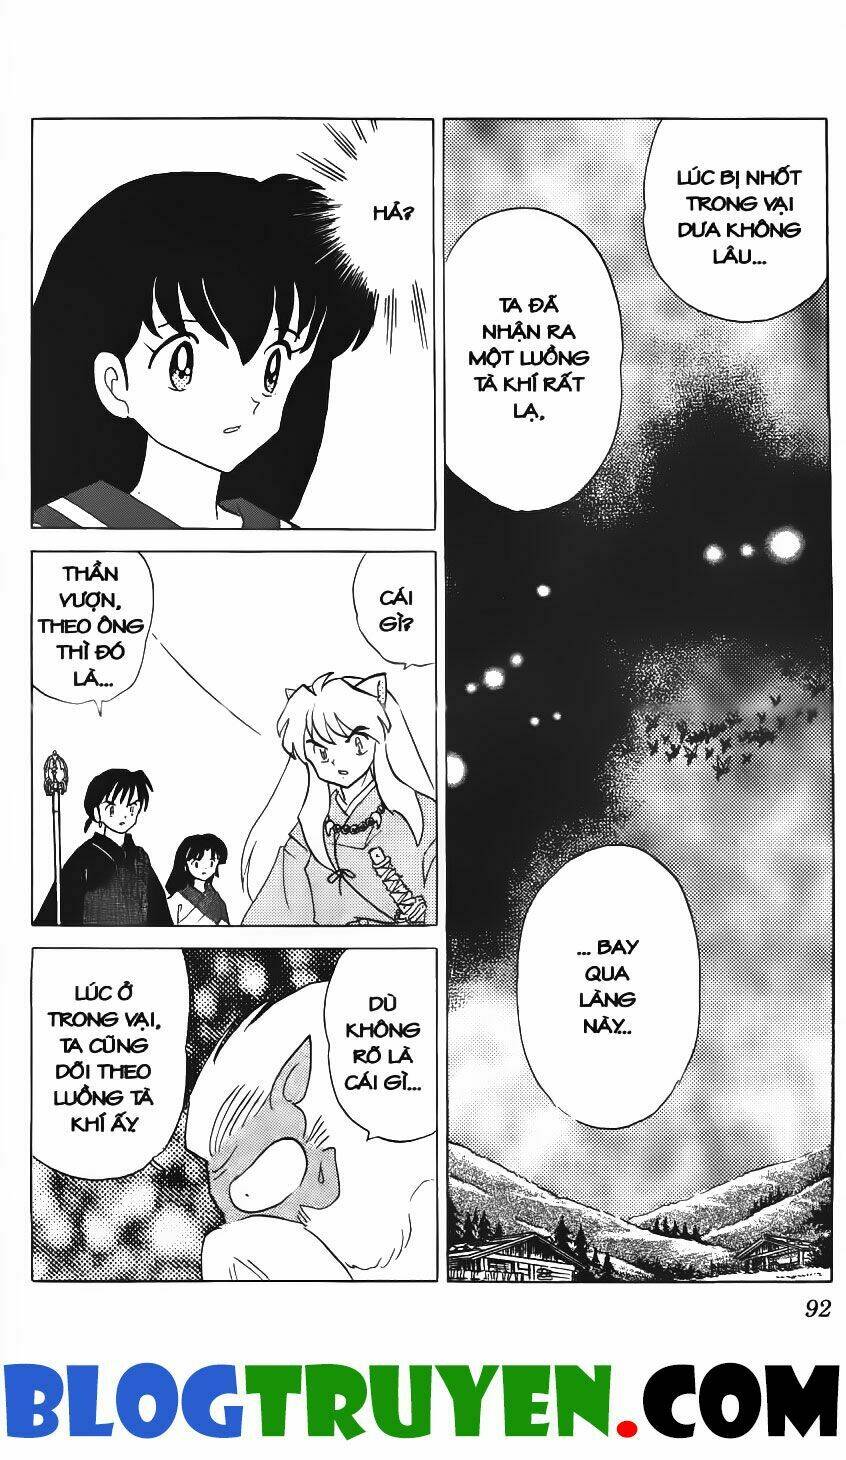 LÚC BỊ NHỐT
TRONG VẠI
DƯA KHÔNG
LÂU...
TA ĐÃ
NHẬN RA
MỘT LUỒNG
TÀ KHÍ RẤT
LẠ,
... BAY
QUA
LÀNG
NÀY...
HẢ?
CÁI
GÌ?
THẦN
VƯỢN,
THEO ÔNG
THÌ ĐÓ
LÀ...
DÙ
KHÔNG
RÕ LÀ
CÁI GÌ...
LÚC Ở
TRONG VẠI,
TA CŨNG
DÕI THEO
LUỒNG TÀ
KHÍ ẤY.
92
BLOGTRUYEN.COM